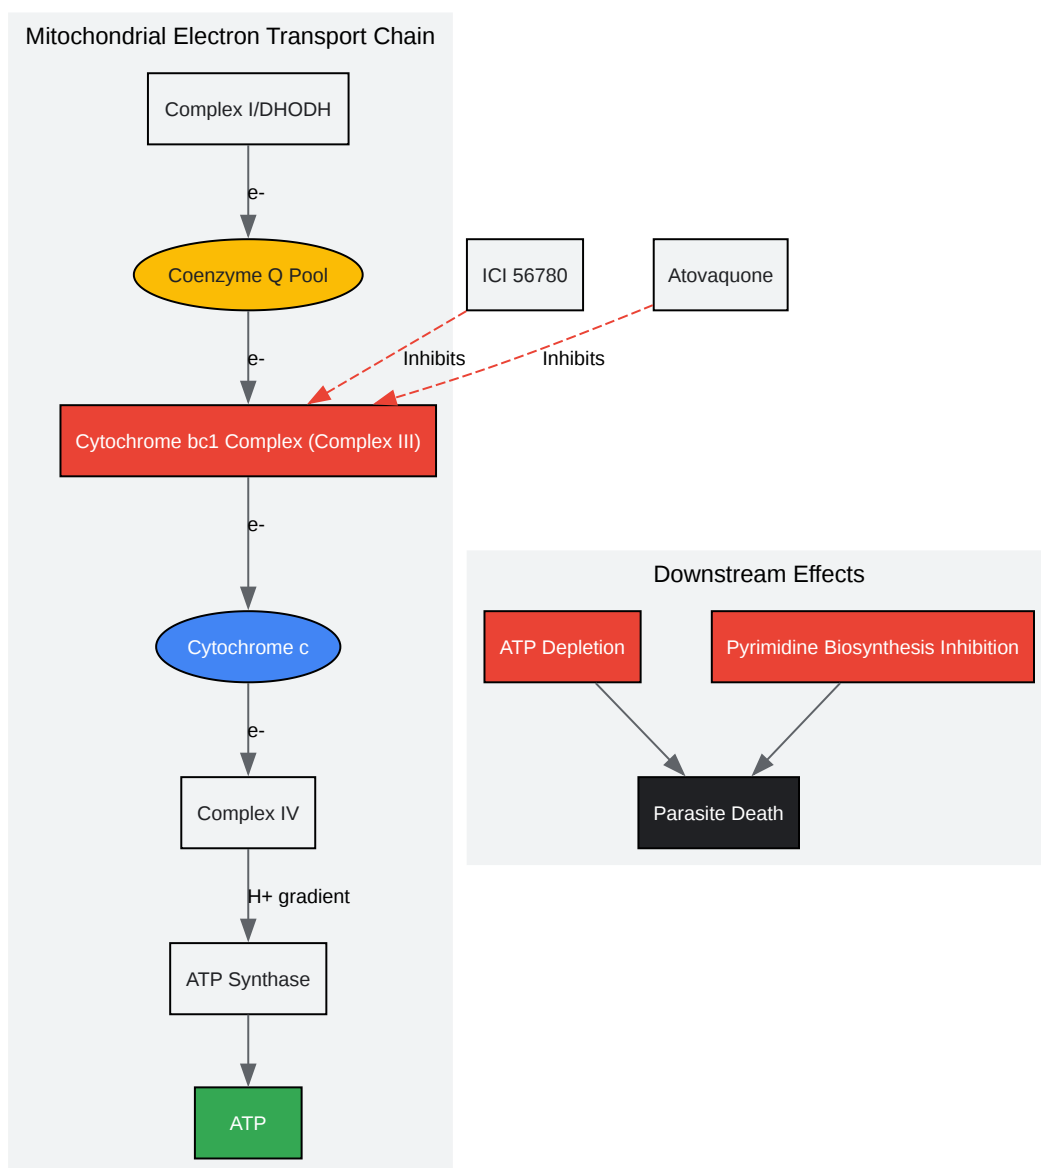 Mitochondrial Electron Transport Chain
Complex I/DHODH
e-
Coenzyme Q Pool
ICI 56780
Atovaquone
e-
Inhibits
Inhibits
Cytochrome bc1 Complex (Complex III)
e-
Downstream Effects
Cytochrome c
ATP Depletion
Pyrimidine Biosynthesis Inhibition
e-
Complex IV
Parasite Death
H+ gradient
ATP Synthase
ATP